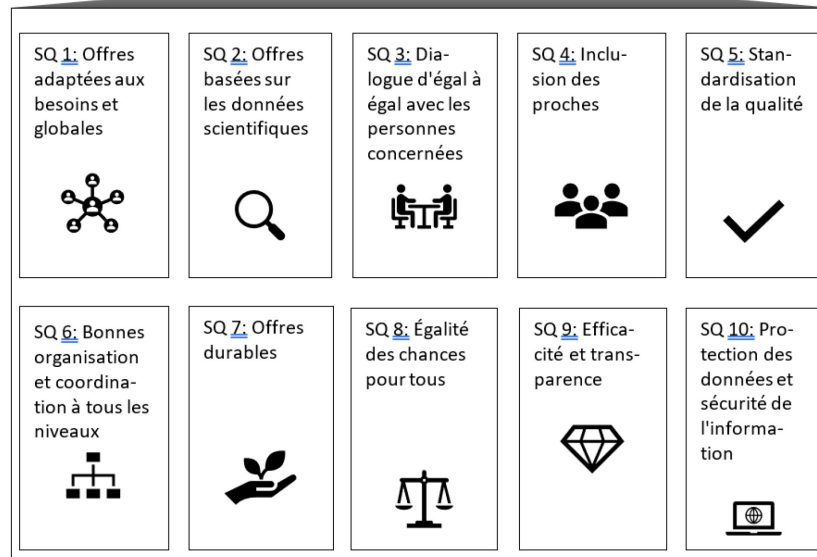 SQ 1: Offres
adaptées aux
besoins et
globales
SQ 2: Offres
basées sur
les données
scientifiques
SQ 3: Dia-
logue d'égal à
égal avec les
personnes
concernées
SQ 4: Inclu-
sion des
proches
SQ 5: Stan-
dardisation
de la qualité
SQ 6: Bonnes
organisation
et coordina-
tion à tous les
niveaux
SQ 7: Offres
durables
SQ 8: Égalité
des chances
pour tous
SQ 9: Effica-
cité et trans-
parence
SQ 10: Pro-
tection des
données et
sécurité de
l'informa-
tion